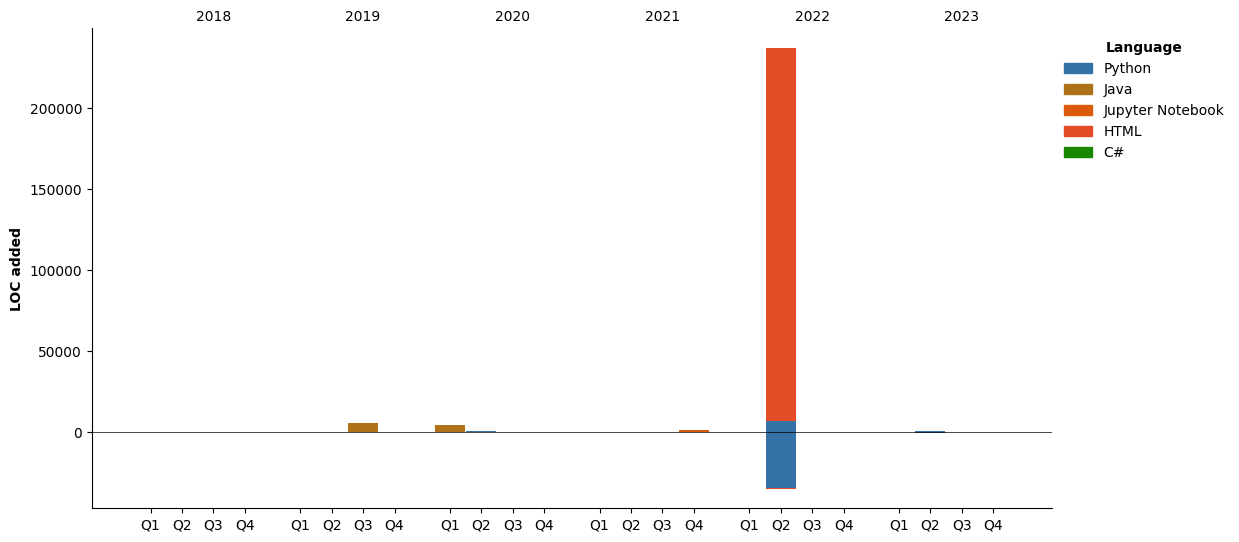 2018 2019 2020 2021 2022 2023
Language
Python
Java
Jupyter Notebook
HTML
C#
LOC added
200000
150000
100000
50000
0
Q1 Q2 Q3 Q4 Q1 Q2 Q3 Q4 Q1 Q2 Q3 Q4 Q1 Q2 Q3 Q4 Q1 Q2 Q3 Q4 Q1 Q2 Q3 Q4